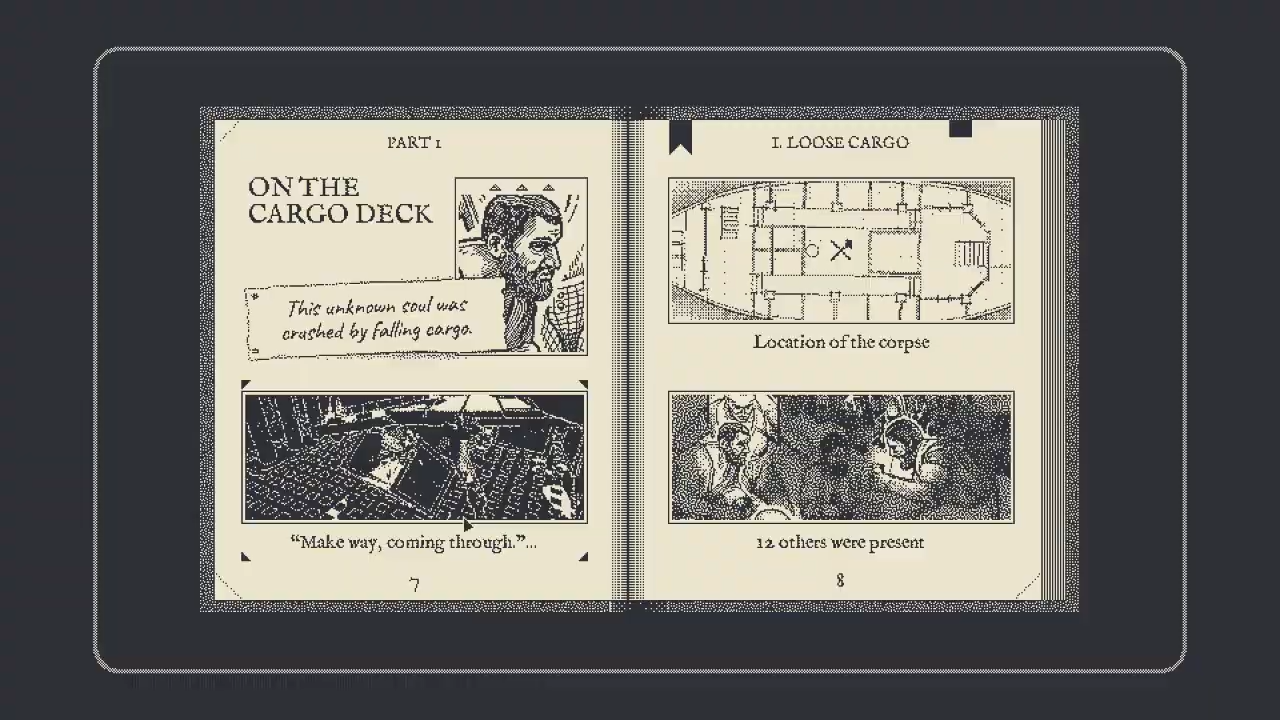 PART 1
ON THE
CARGO DECK
This unknown soul was
crushed by falling cargo.
“Make way, coming through.”...
7
I. LOOSE CARGO
Location of the corpse
12 others were present
8